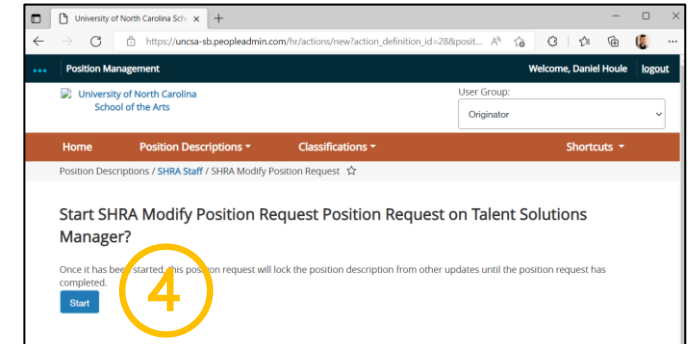 University of North Carolina Scho
https://uncsa-sb.peopleadmin.com/hr/actions/new?action_definition_id=28&posit...
Position Management
Welcome, Daniel Houle
logout
University of North Carolina
School of the Arts
User Group:
Originator
Home
Position Descriptions
Classifications
Shortcuts
Position Descriptions / SHRA Staff / SHRA Modify Position Request
Start SHRA Modify Position Request Position Request on Talent Solutions
Manager?
Once it has been started, this position request will lock the position description from other updates until the position request has
completed.
Start
4